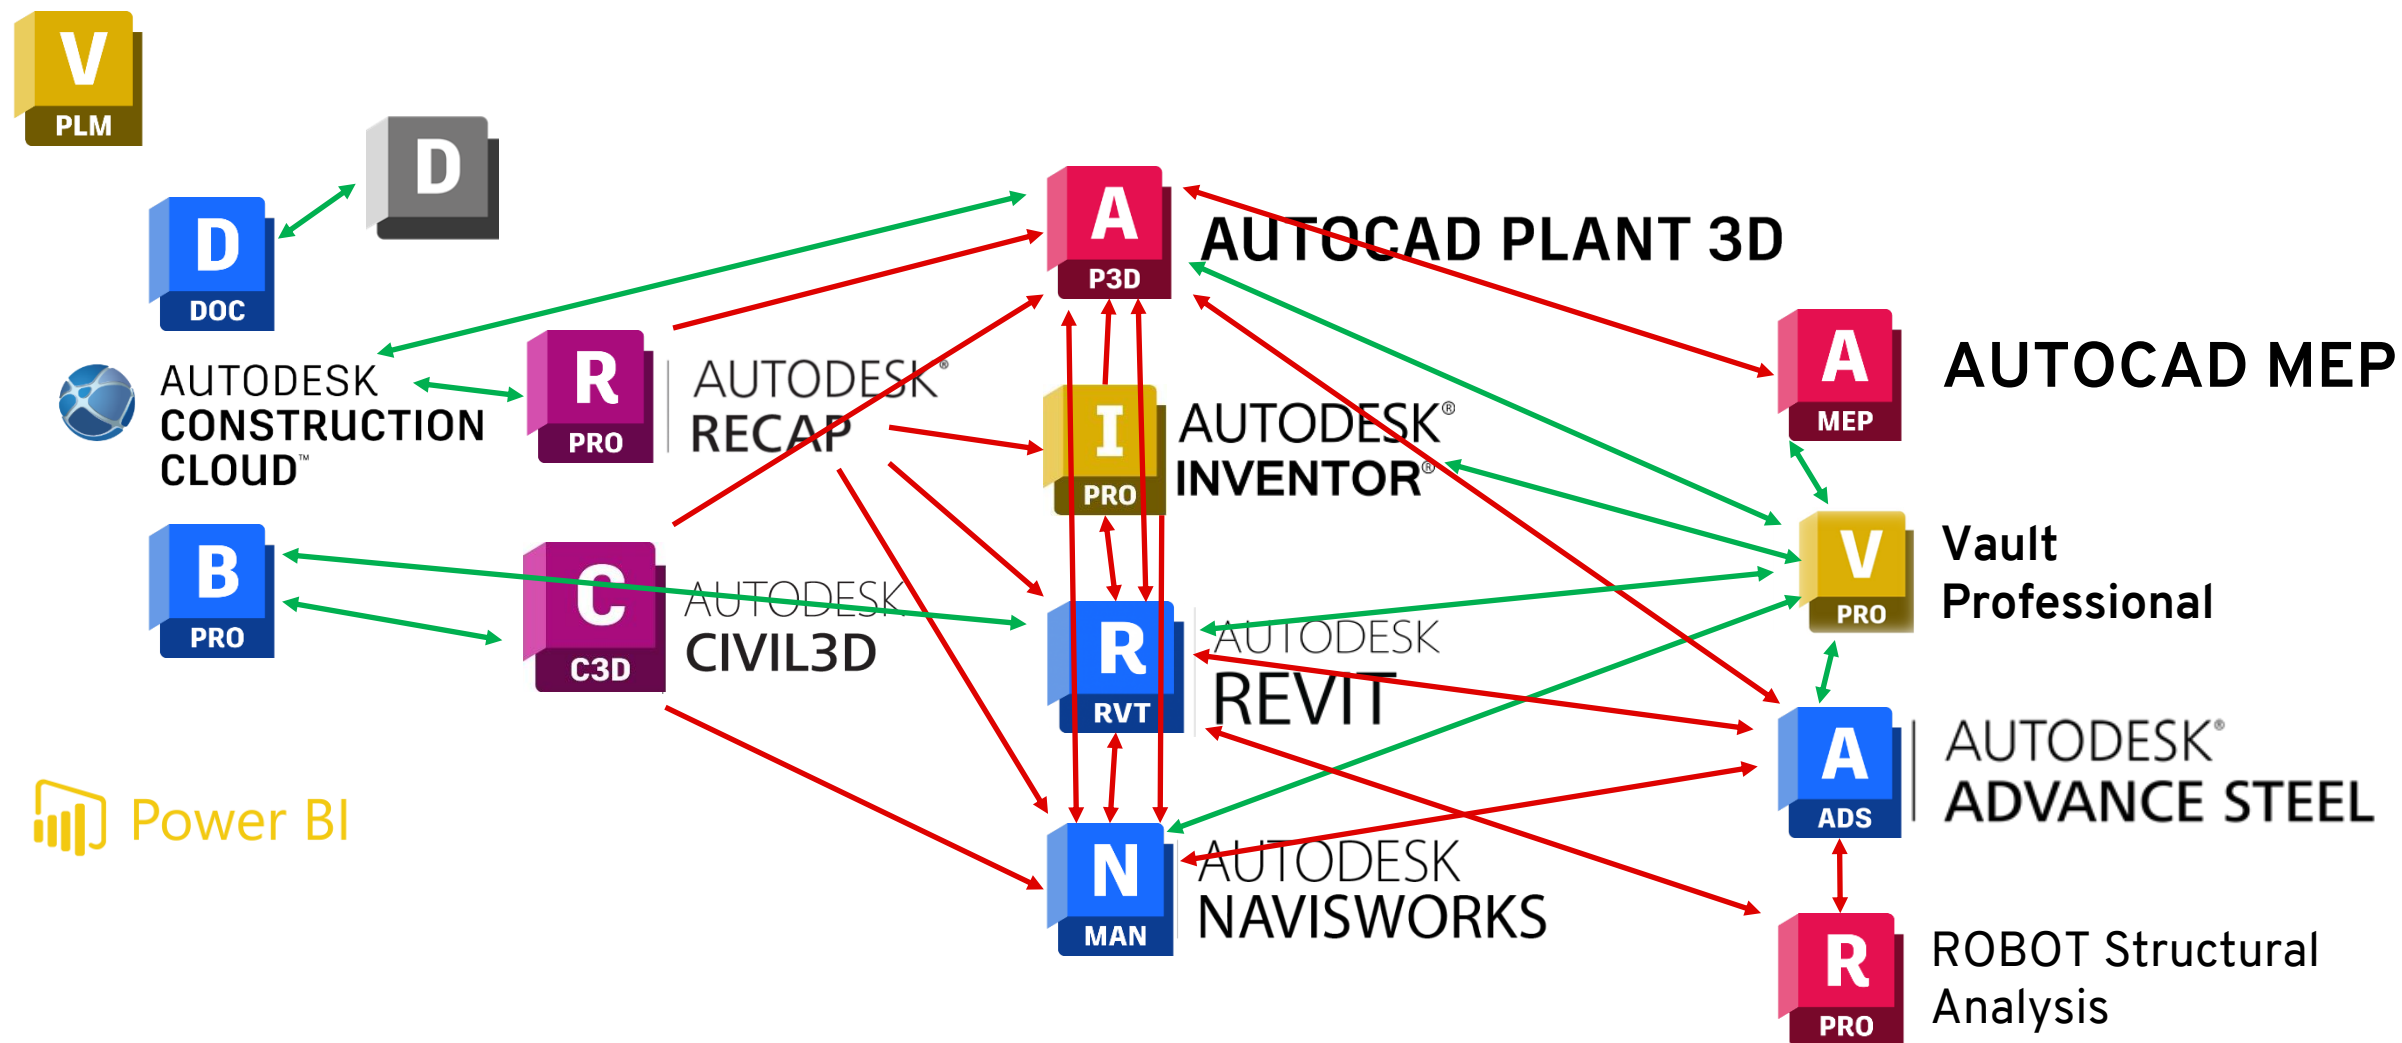 V
PLM
D
D
DOC
AUTODESK
CONSTRUCTION
CLOUD™
B
PRO
Power BI
R
PRO
AUTODESK®
RECAP
C
C3D
AUTODESK
CIVIL3D
A
P3D
AUTOCAD PLANT 3D
I
PRO
AUTODESK®
INVENTOR®
R
RVT
AUTODESK
REVIT
N
MAN
AUTODESK
NAVISWORKS
A
MEP
AUTOCAD MEP
V
PRO
Vault
Professional
A
ADS
AUTODESK®
ADVANCE STEEL
R
PRO
ROBOT Structural
Analysis